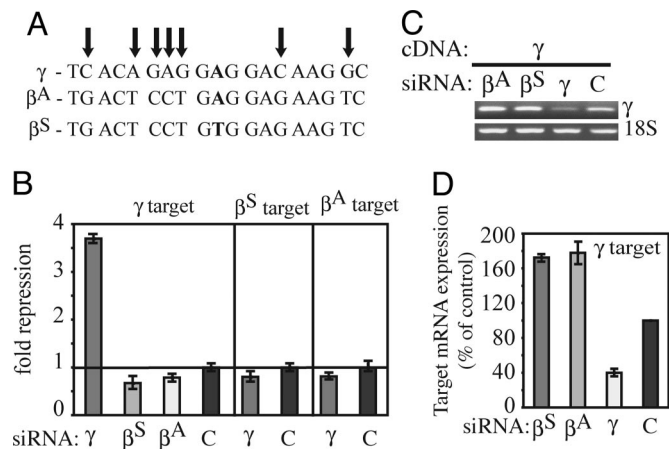 A
γ - TC ACA GAG GAG GAC AAG GC
βA - TG ACT CCT GAG GAG AAG TC
βS - TG ACT CCT GTG GAG AAG TC
C
cDNA: γ
siRNA: βA βS γ C
γ
18S
B
γ target βS target βA target
fold repression
4
3
2
1
0
siRNA: γ βS βA C γ C γ C
D
γ target
Target mRNA expression
(% of control)
200
160
120
80
40
0
siRNA: βS βA γ C